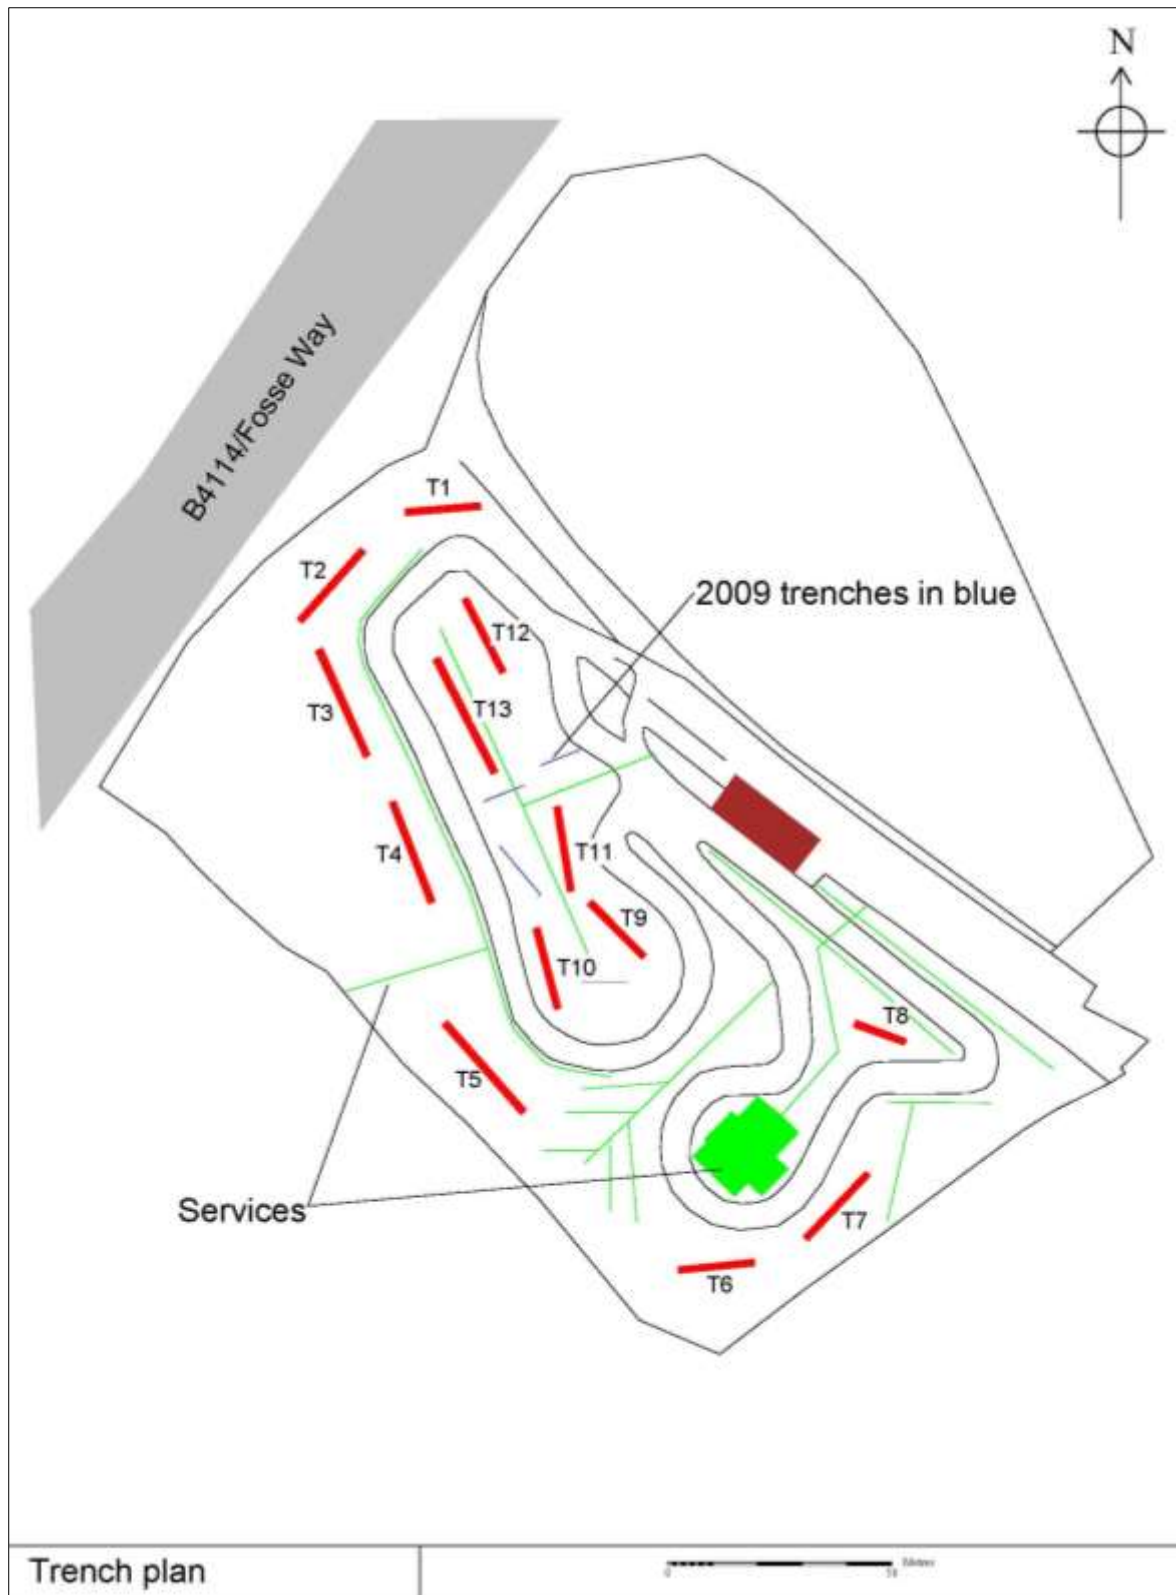 N
B4114/Fosse Way
T1
T2
2009 trenches in blue
T12
T3
T13
T4
T11
T9
T10
T8
T5
Services
T7
T6
Trench plan
0